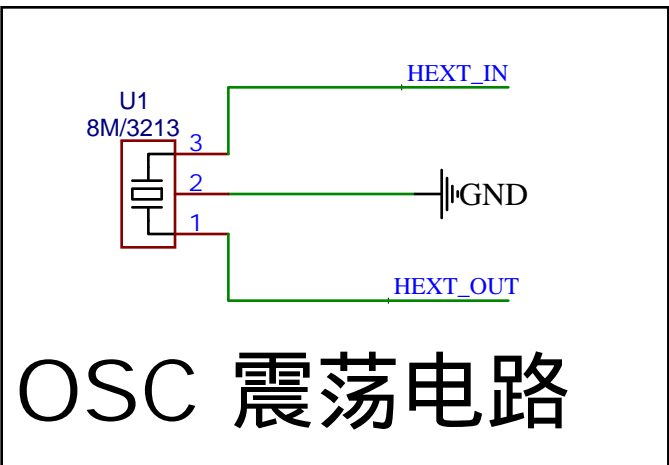 HEXT_IN
U1
8M/3213
3
2
GND
1
HEXT_OUT
OSC 震荡电路